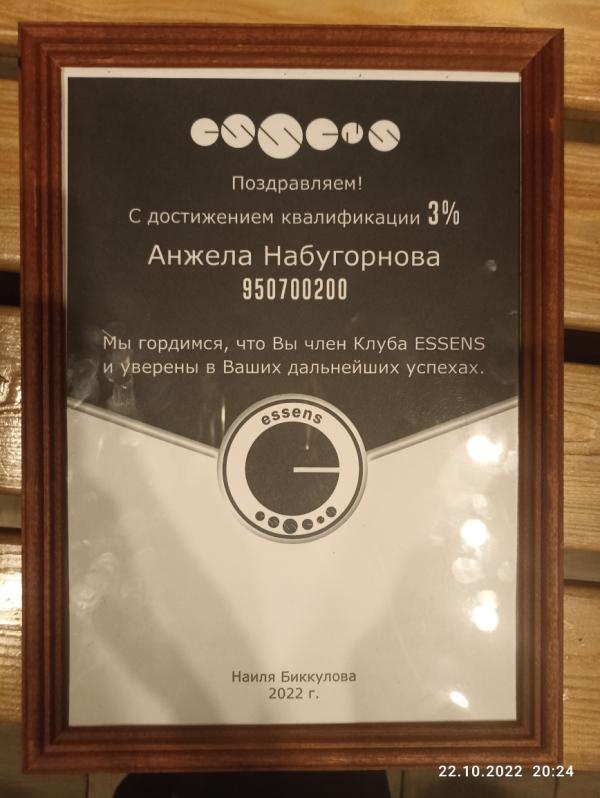 essens
Поздравляем!
С достижением квалификации 3%
Анжела Набугорнова
950700200
Мы гордимся, что Вы член Клуба ESSENS
и уверены в Ваших дальнейших успехах.
essens
essens
Наиля Биккулова
2022 г.
22.10.2022 20:24